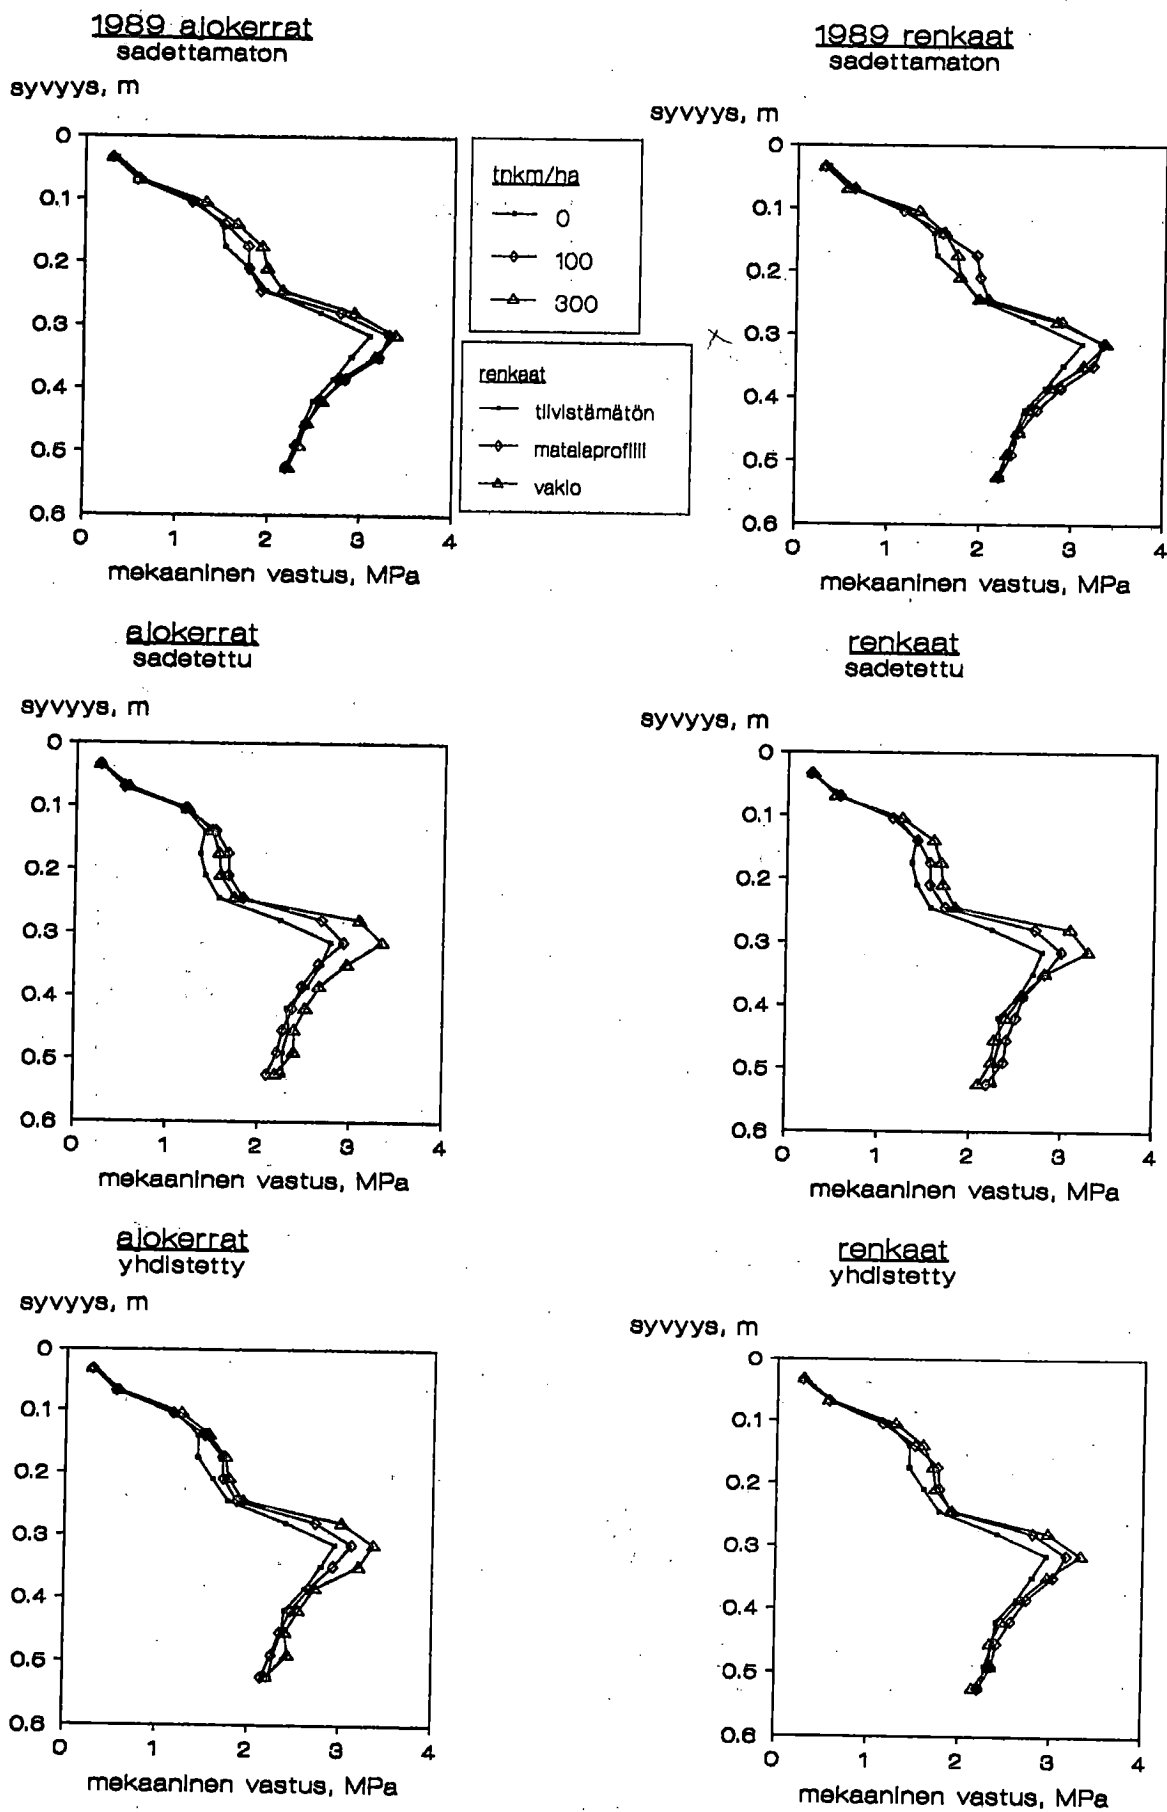 1989 ajokerrat
sadettamaton
syvyys, m
0
0.1
0.2
0.3
0.4
0.5
0.6
0 1 2 3 4
mekaaninen vastus, MPa
tnkm/ha
0
100
300
renkaat
tiivistämätön
matalaprofiili
vakio
1989 renkaat
sadettamaton
syvyys, m
0
0.1
0.2
0.3
0.4
0.5
0.6
0 1 2 3 4
mekaaninen vastus, MPa
ajokerrat
sadetettu
syvyys, m
0
0.1
0.2
0.3
0.4
0.5
0.6
0 1 2 3 4
mekaaninen vastus, MPa
renkaat
sadetettu
syvyys, m
0
0.1
0.2
0.3
0.4
0.5
0.6
0 1 2 3 4
mekaaninen vastus, MPa
ajokerrat
yhdistetty
syvyys, m
0
0.1
0.2
0.3
0.4
0.5
0.6
0 1 2 3 4
mekaaninen vastus, MPa
renkaat
yhdistetty
syvyys, m
0
0.1
0.2
0.3
0.4
0.5
0.6
0 1 2 3 4
mekaaninen vastus, MPa